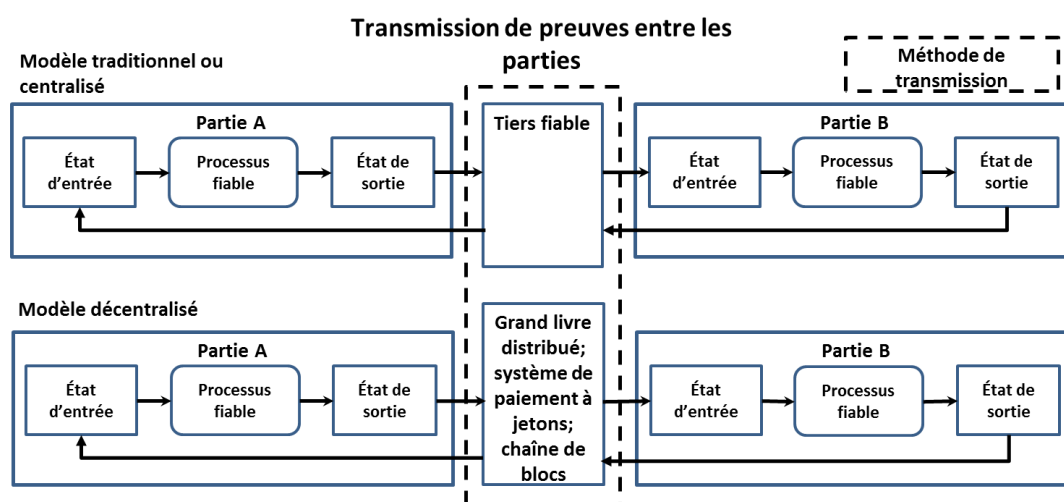 Transmission de preuves entre les
parties
Modèle traditionnel ou
centralisé
Méthode de
transmission
Partie A
État
d’entrée
Processus
fiable
État de
sortie
Tiers fiable
Partie B
État
d’entrée
Processus
fiable
État de
sortie
Modèle décentralisé
Partie A
État
d’entrée
Processus
fiable
État de
sortie
Grand livre
distribué;
système de
paiement à
jetons;
chaîne de
blocs
Partie B
État
d’entrée
Processus
fiable
État de
sortie